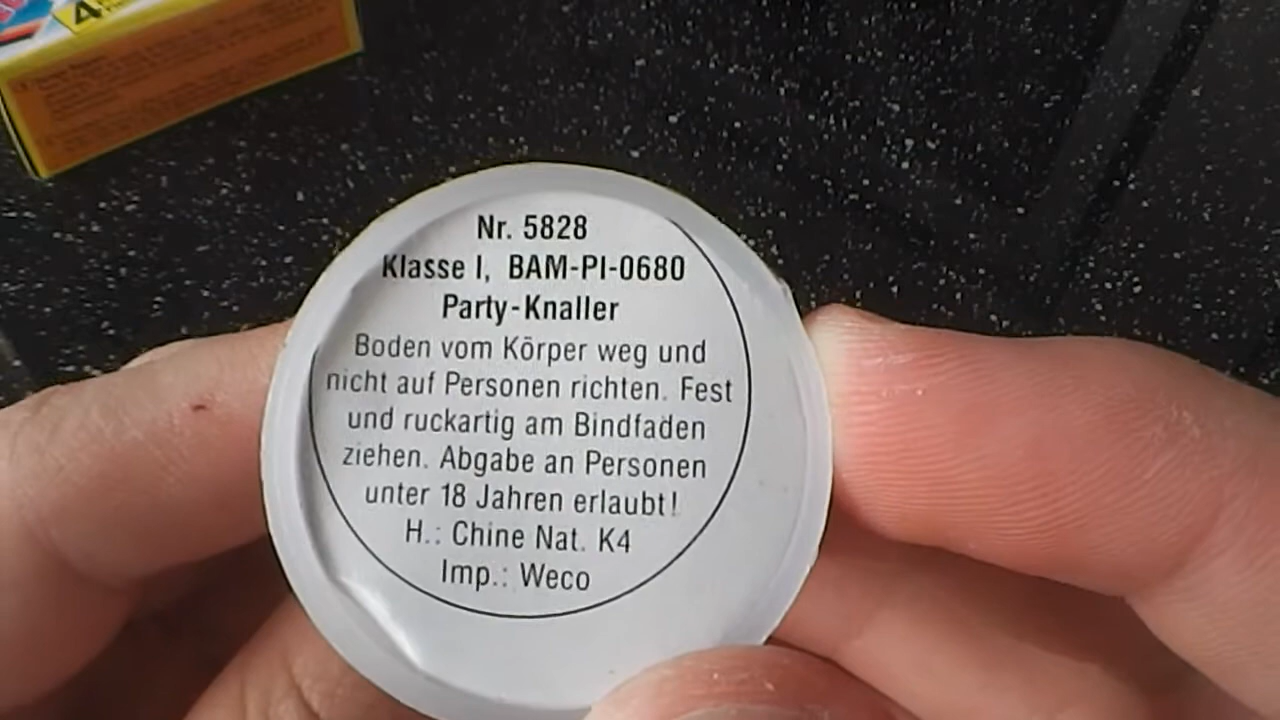 4
Nr. 5828
Klasse I, BAM-PI-0680
Party-Knaller
Boden vom Körper weg und
nicht auf Personen richten. Fest
und ruckartig am Bindfaden
ziehen. Abgabe an Personen
unter 18 Jahren erlaubt!
H.: Chine Nat. K4
Imp.: Weco